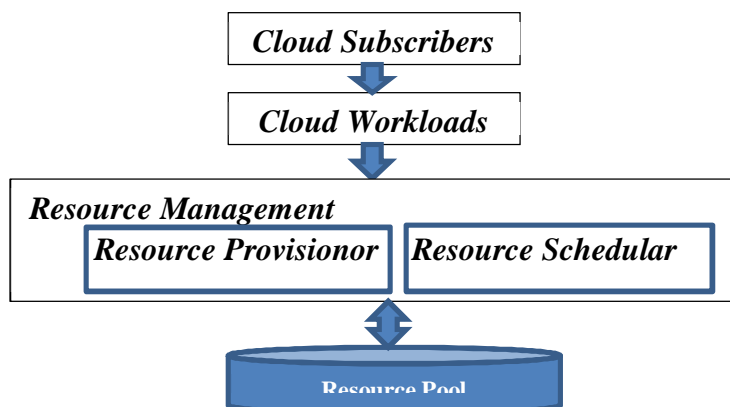 Cloud Subscribers
Cloud Workloads
Resource Management
Resource Provisionor
Resource Schedular
Resource Pool